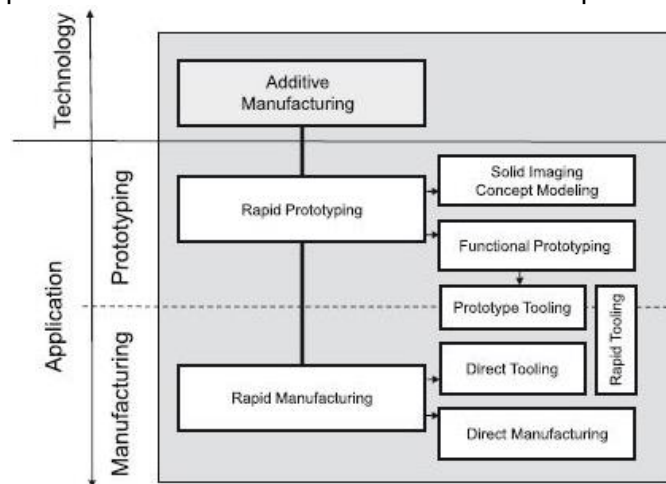 Technology
Additive
Manufacturing
Application
Prototyping
Rapid Prototyping
Solid Imaging
Concept Modeling
Functional Prototyping
Prototype Tooling
Rapid Tooling
Manufacturing
Rapid Manufacturing
Direct Tooling
Direct Manufacturing